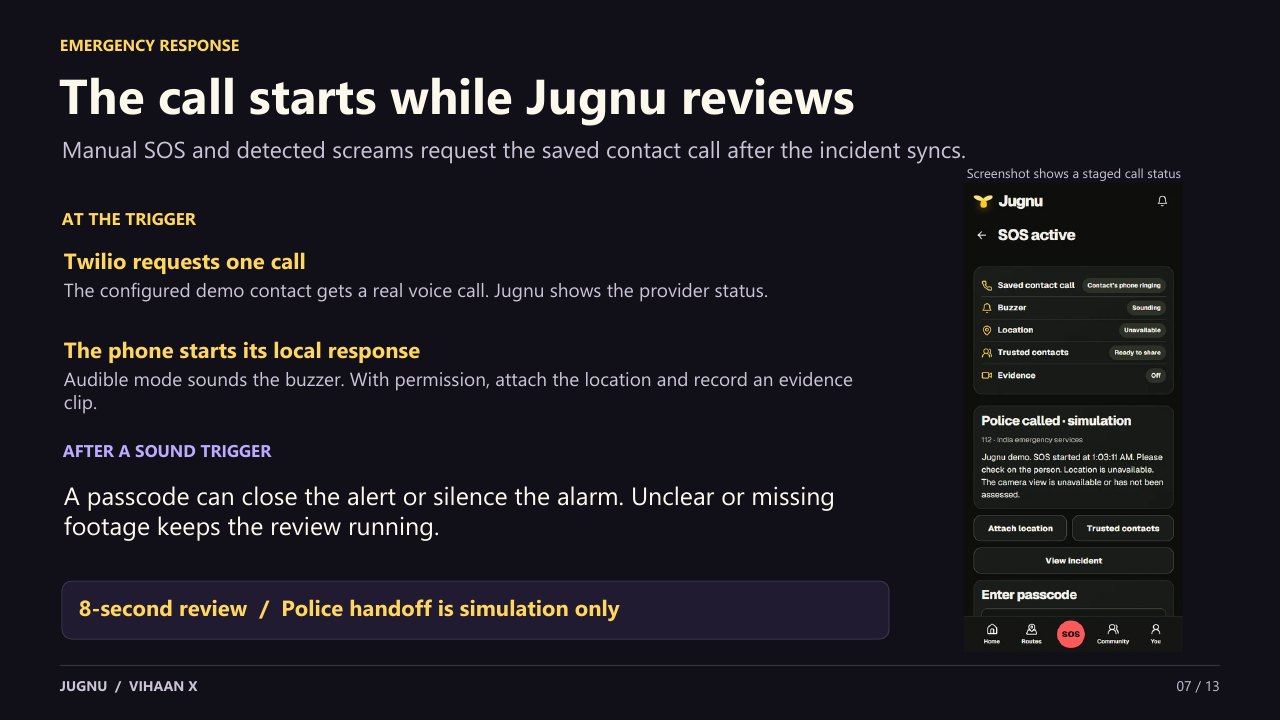 EMERGENCY RESPONSE
The call starts while Jugnu reviews
Manual SOS and detected screams request the saved contact call after the incident syncs.
AT THE TRIGGER
Twilio requests one call
The configured demo contact gets a real voice call. Jugnu shows the provider status.
The phone starts its local response
Audible mode sounds the buzzer. With permission, attach the location and record an evidence
clip.
AFTER A SOUND TRIGGER
A passcode can close the alert or silence the alarm. Unclear or missing
footage keeps the review running.
8-second review / Police handoff is simulation only
Screenshot shows a staged call status
Jugnu
SOS active
Saved contact call Contact's phone ringing
Buzzer Sounding
Location Unavailable
Trusted contacts Ready to share
Evidence Off
Police called · simulation
112 · India emergency services
Jugnu demo. SOS started at 1:03:11 AM. Please
check on the person. Location is unavailable.
The camera view is unavailable or has not been
assessed.
Attach location Trusted contacts
View incident
Enter passcode
Home Routes SOS Community You
JUGNU / VIHAAN X
07 / 13